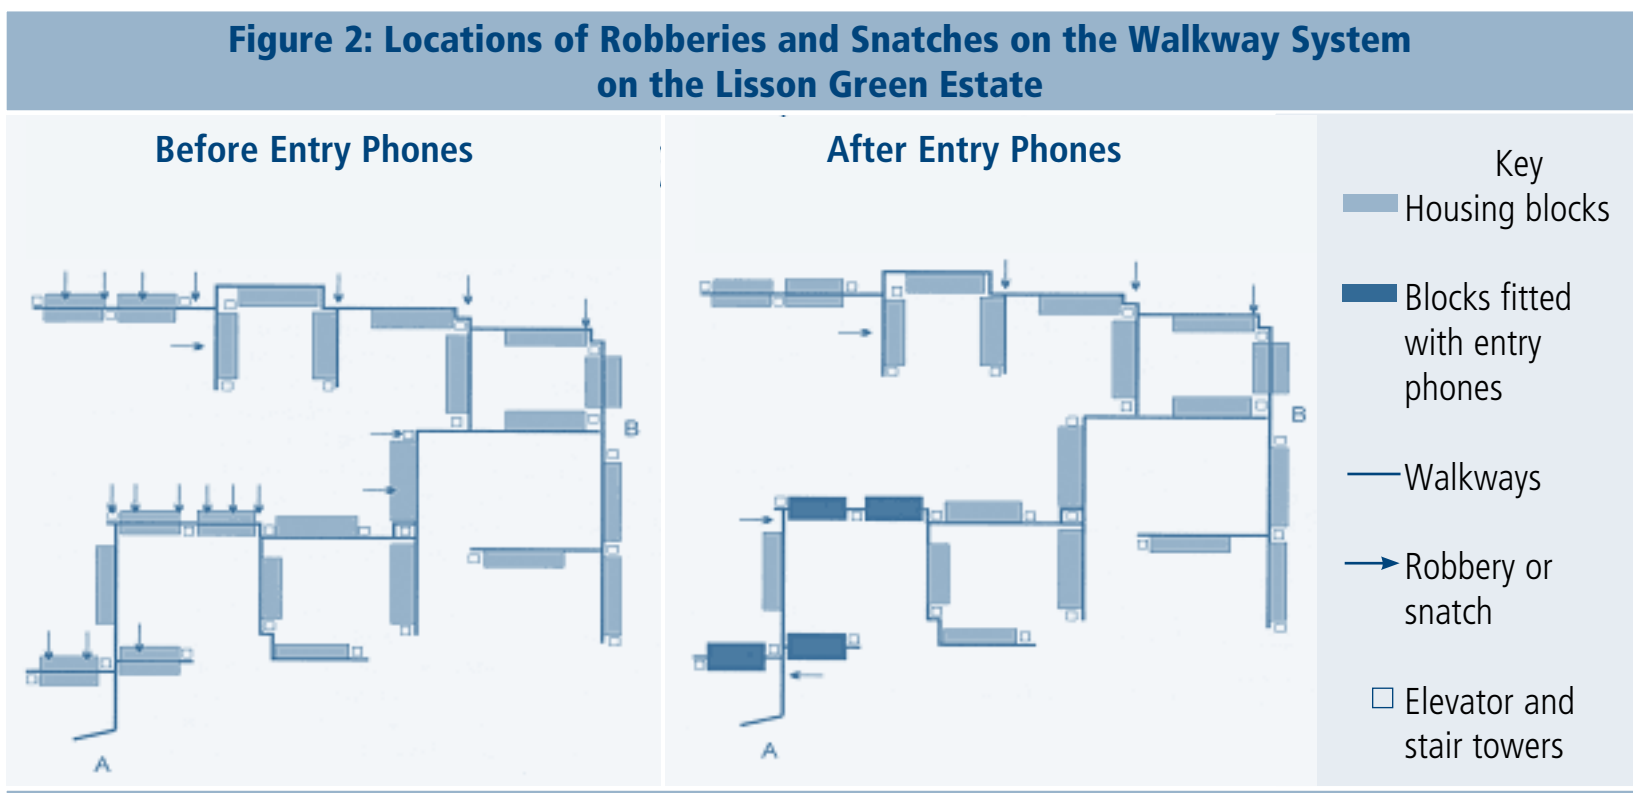 Figure 2: Locations of Robberies and Snatches on the Walkway System
on the Lisson Green Estate
Before Entry Phones
A
B
After Entry Phones
A
B
Key
Housing blocks
Blocks fitted
with entry
phones
Walkways
Robbery or
snatch
Elevator and
stair towers